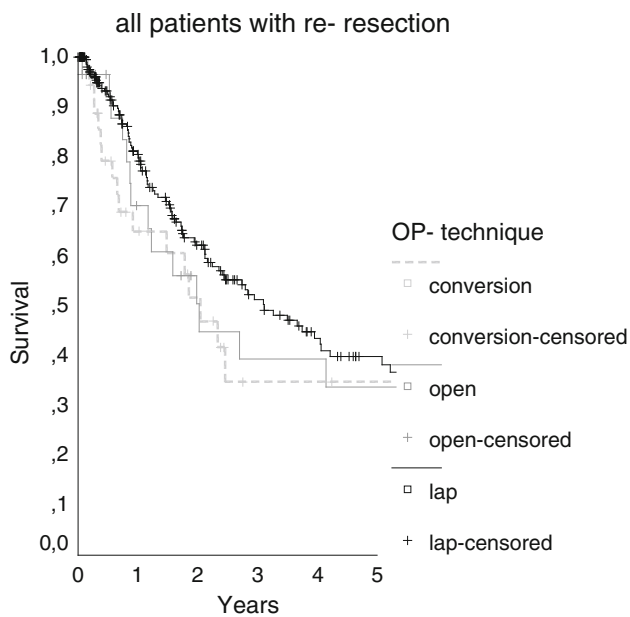 all patients with re- resection
1,0
,9
,8
,7
,6
,5
,4
,3
,2
,1
0,0
Survival
0
1
2
3
4
5
Years
OP- technique
conversion
conversion-censored
open
open-censored
lap
lap-censored